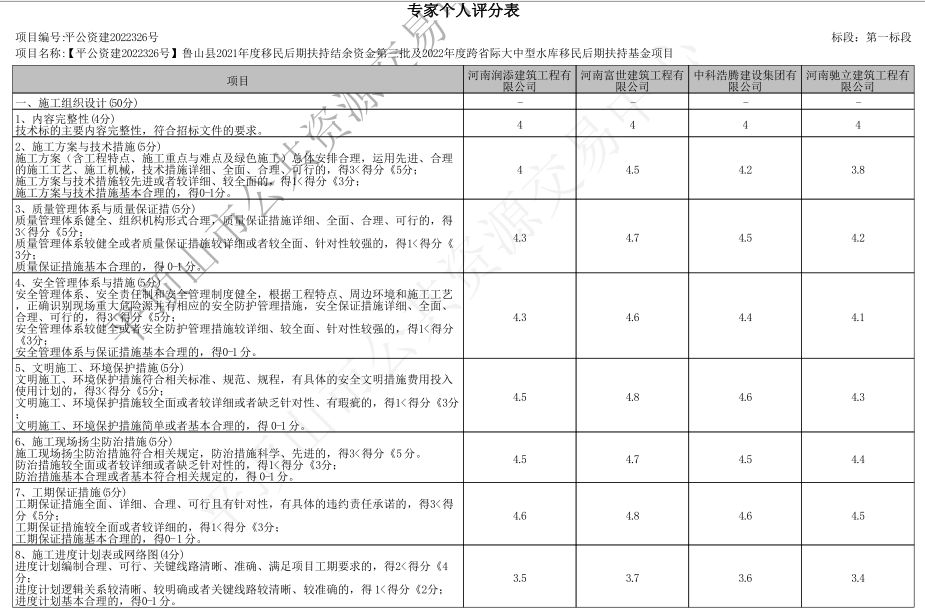 专家个人评分表
项目编号:平公资建2022326号
标段: 第一标段
项目名称:【平公资建2022326号】鲁山县2021年度移民后期扶持结余资金第二批及2022年度跨省际大中型水库移民后期扶持基金项目
项目 河南润添建筑工程有限公司 河南富世建筑工程有限公司 中科浩腾建设集团有限公司 河南驰立建筑工程有限公司
一、施工组织设计(50分) - - - -
1、内容完整性(4分)
技术标的主要内容完整性, 符合招标文件的要求。
4 4 4 4
2、施工方案与技术措施(5分)
施工方案（含工程特点、施工重点与难点及绿色施工）总体安排合理, 运用先进、合理
的施工工艺、施工机械, 技术措施详细、全面、合理、可行的, 得3<得分《5分;
施工方案与技术措施较先进或者较详细、较全面的, 得1<得分《3分;
施工方案与技术措施基本合理的, 得0-1分。
4 4.5 4.2 3.8
3、质量管理体系与质量保证措(5分)
质量管理体系健全、组织机构形式合理, 质量保证措施详细、全面、合理、可行的, 得
3<得分《5分;
质量管理体系较健全或者质量保证措施较详细或者较全面、针对性较强的, 得1<得分《
3分;
质量保证措施基本合理的, 得 0-1 分。
4.3 4.7 4.5 4.2
4、安全管理体系与措施(5分)
安全管理体系、安全责任制和安全管理制度健全, 根据工程特点、周边环境和施工工艺
, 正确识别现场重大危险源并有相应的安全防护管理措施, 安全保证措施详细、全面、
合理、可行的, 得3<得分《5分;
安全管理体系较健全或者安全防护管理措施较详细、较全面、针对性较强的, 得1<得分
《3分;
安全管理体系与保证措施基本合理的, 得0-1 分。
4.3 4.6 4.4 4.1
5、文明施工、环境保护措施(5分)
文明施工、环境保护措施符合相关标准、规范、规程, 有具体的安全文明措施费用投入
使用计划的, 得3<得分《5分;
文明施工、环境保护措施较全面或者较详细或者缺乏针对性、有瑕疵的, 得1<得分《3分
;
文明施工、环境保护措施简单或者基本合理的, 得 0-1 分。
4.5 4.8 4.6 4.3
6、施工现场扬尘防治措施(5分)
施工现场扬尘防治措施符合相关规定, 防治措施科学、先进的, 得3<得分《5 分。
防治措施较全面或者较详细或者缺乏针对性的, 得1<得分《3分;
防治措施基本合理或者基本符合相关规定的, 得 0-1 分。
4.5 4.7 4.5 4.4
7、工期保证措施(5分)
工期保证措施全面、详细、合理、可行且有针对性, 有具体的违约责任承诺的, 得3<得
分《5分;
工期保证措施较全面或者较详细的, 得1<得分《3分;
工期保证措施基本合理的, 得0-1 分。
4.6 4.8 4.6 4.5
8、施工进度计划表或网络图(4分)
进度计划编制合理、可行、关键线路清晰、准确、满足项目工期要求的, 得2<得分《4
分;
进度计划逻辑关系较清晰、较明确或者关键线路较清晰、较准确的, 得 1<得分《2分;
进度计划基本合理的, 得0-1 分。
3.5 3.7 3.6 3.4
平顶山市公共资源交易中心
平顶山市公共资源交易中心